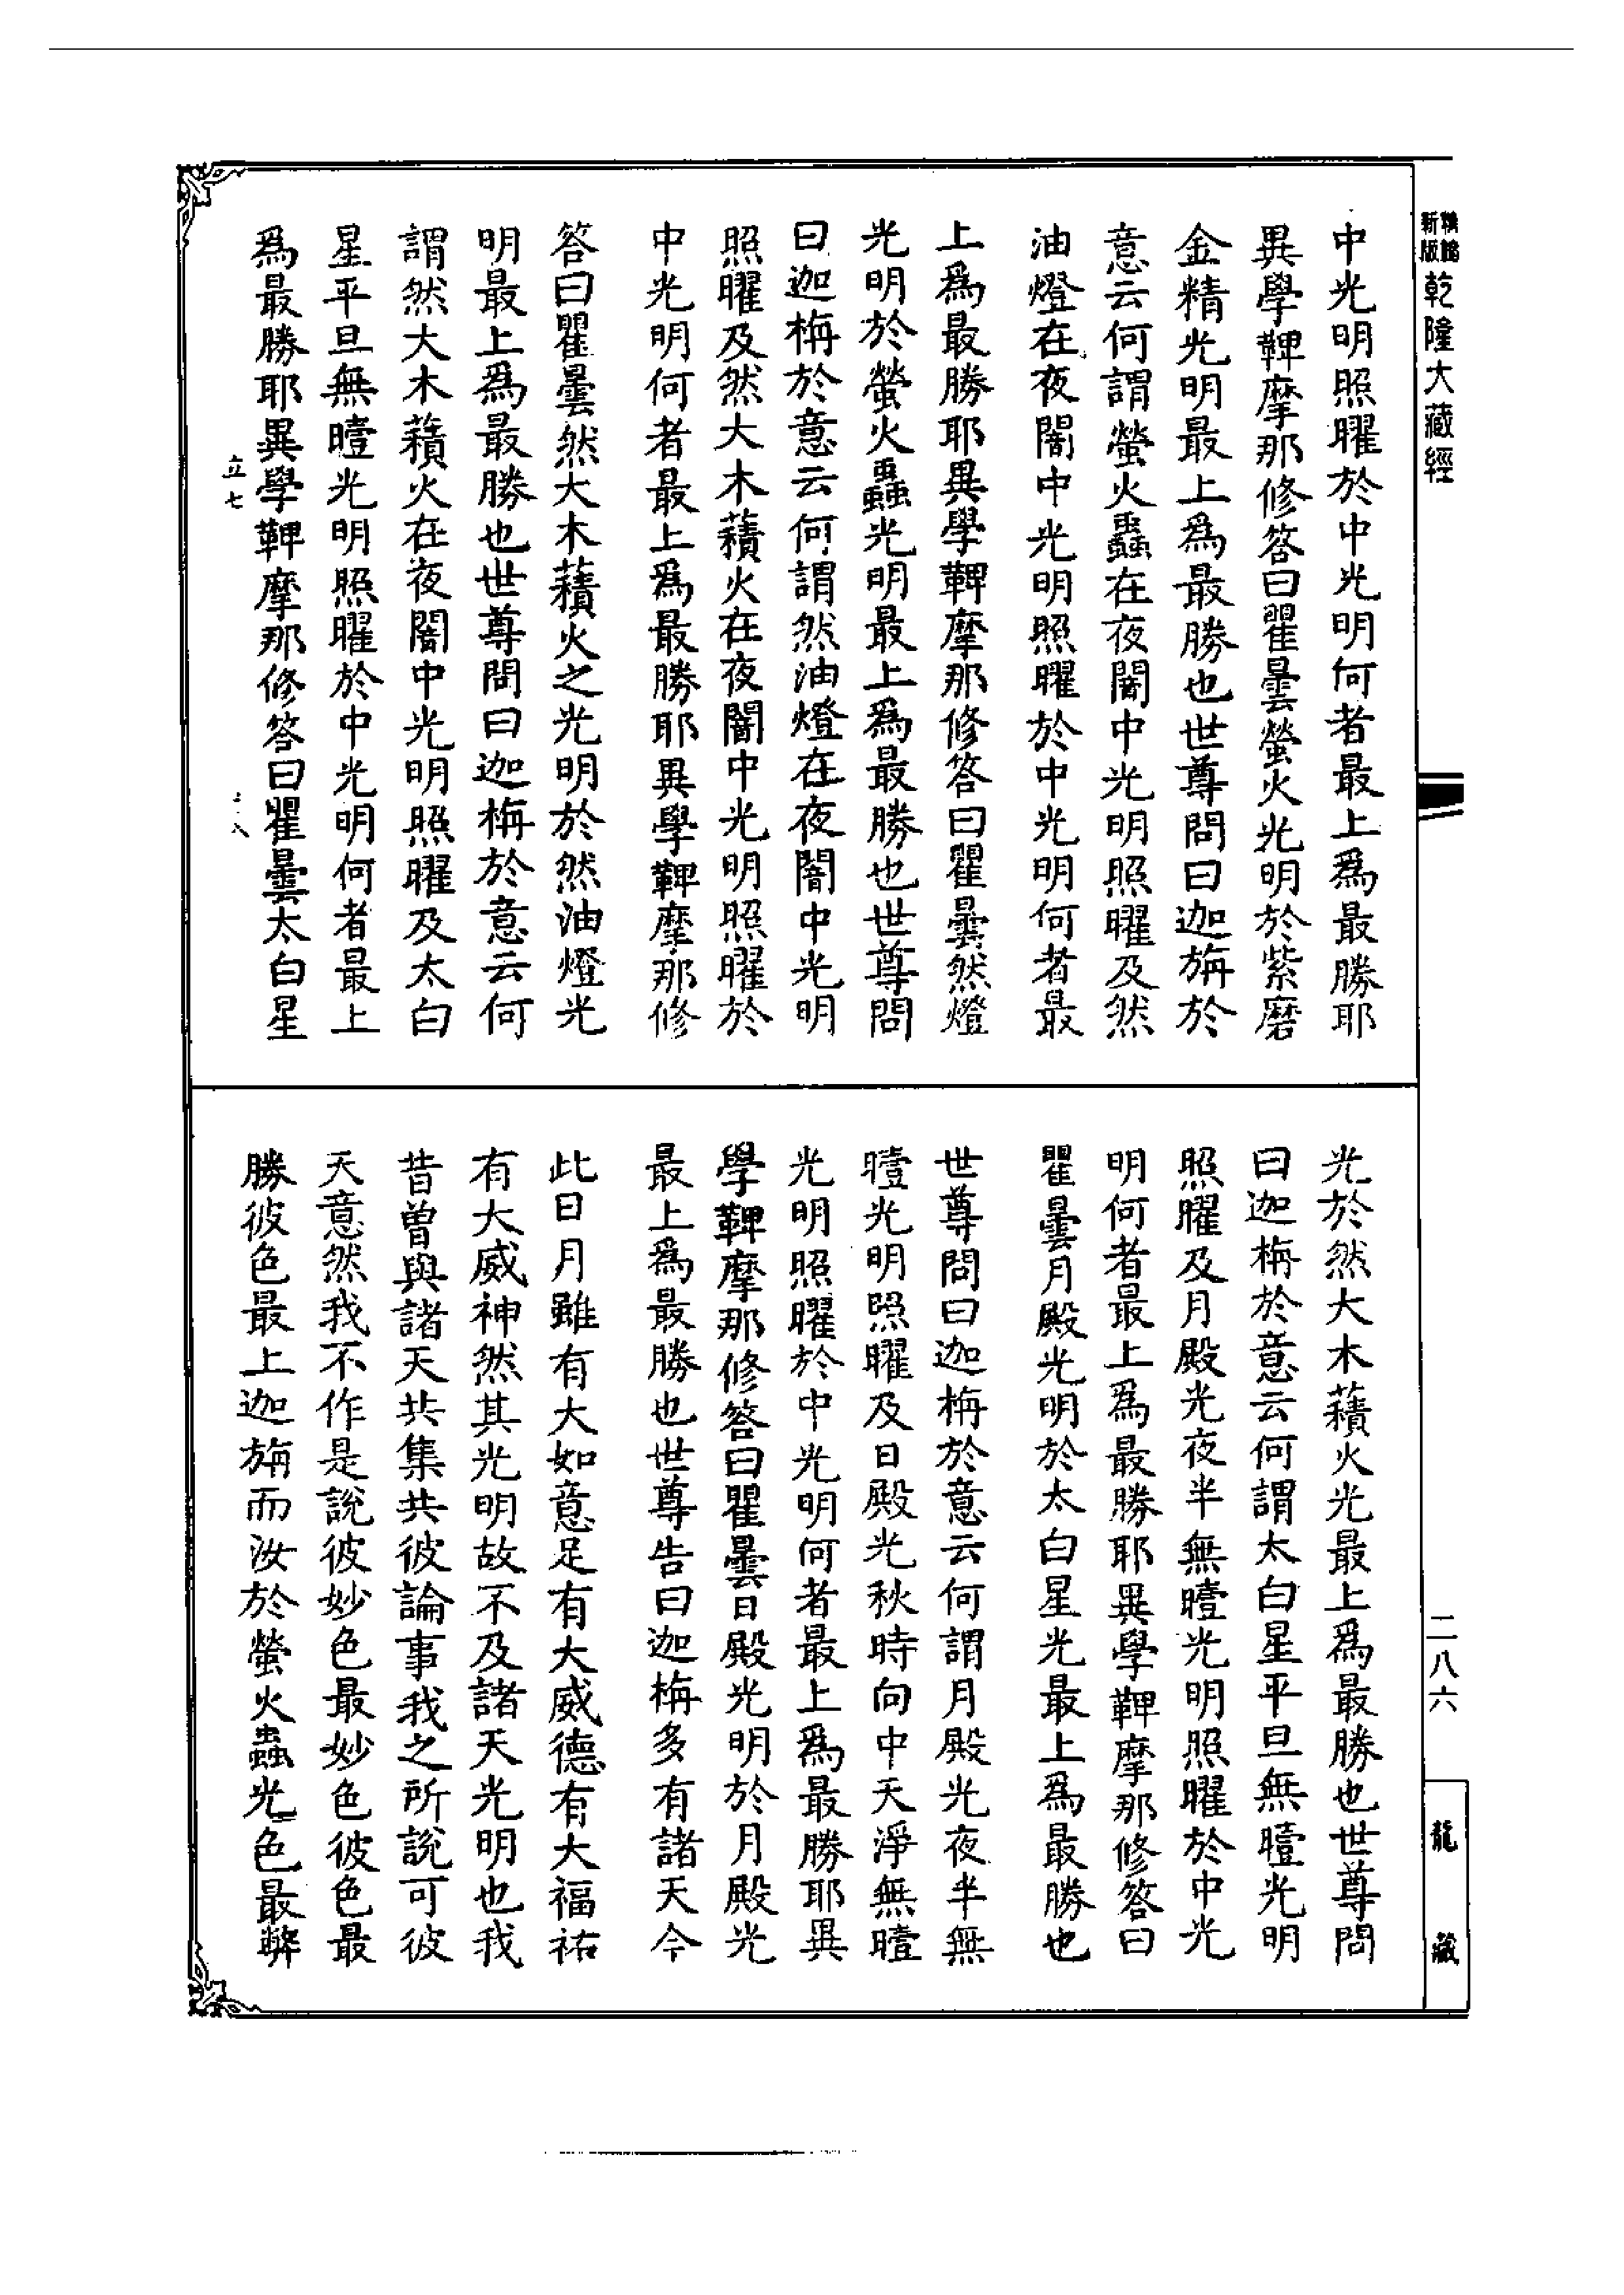 新版
乾隆大藏經
中光明照曜於中光明何者最上爲最勝耶
異學鞞摩那修答曰瞿曇螢火光明於紫磨
金精光明最上爲最勝也世尊問曰迦旃於
意云何謂螢火蟲在夜闇中光明照曜及然
油燈在夜闇中光明照曜於中光明何者最
上爲最勝耶異學鞞摩那修答曰瞿曇然燈
光明於螢火蟲光明最上爲最勝也世尊問
曰迦栴於意云何謂然油燈在夜闇中光明
照曜及然大木䕸火在夜闇中光明照曜於
中光明何者最上爲最勝耶異學鞞摩那修
答曰瞿曇然大木䕸火之光明於然油燈光
明最上爲最勝也世尊問曰迦栴於意云何
謂然大木䕸火在夜闇中光明照曜及太白
星平旦無曀光明照曜於中光明何者最上
爲最勝耶異學鞞摩那修答曰瞿曇太白星
立七
光於然大木䕸火光最上爲最勝也世尊問
曰迦栴於意云何謂太白星平旦無曀光明
照曜及月殿光夜半無曀光明照曜於中光
明何者最上爲最勝耶異學鞞摩那修答曰
瞿曇月殿光明於太白星光最上爲最勝也
世尊問曰迦栴於意云何謂月殿光夜半無
曀光明照曜及日殿光秋時向中天淨無曀
光明照曜於中光明何者最上爲最勝耶異
學鞞摩那修答曰瞿曇日殿光明於月殿光
最上爲最勝也世尊告曰迦栴多有諸天今
此日月雖有大如意足有大威德有大福祐
有大威神然其光明故不及諸天光明也我
昔曽與諸天共集共彼論事我之所說可彼
天意然我不作是說彼妙色最妙色彼色最
勝彼色最上迦旃而汝於螢火蟲光色最弊
二八六
龍藏